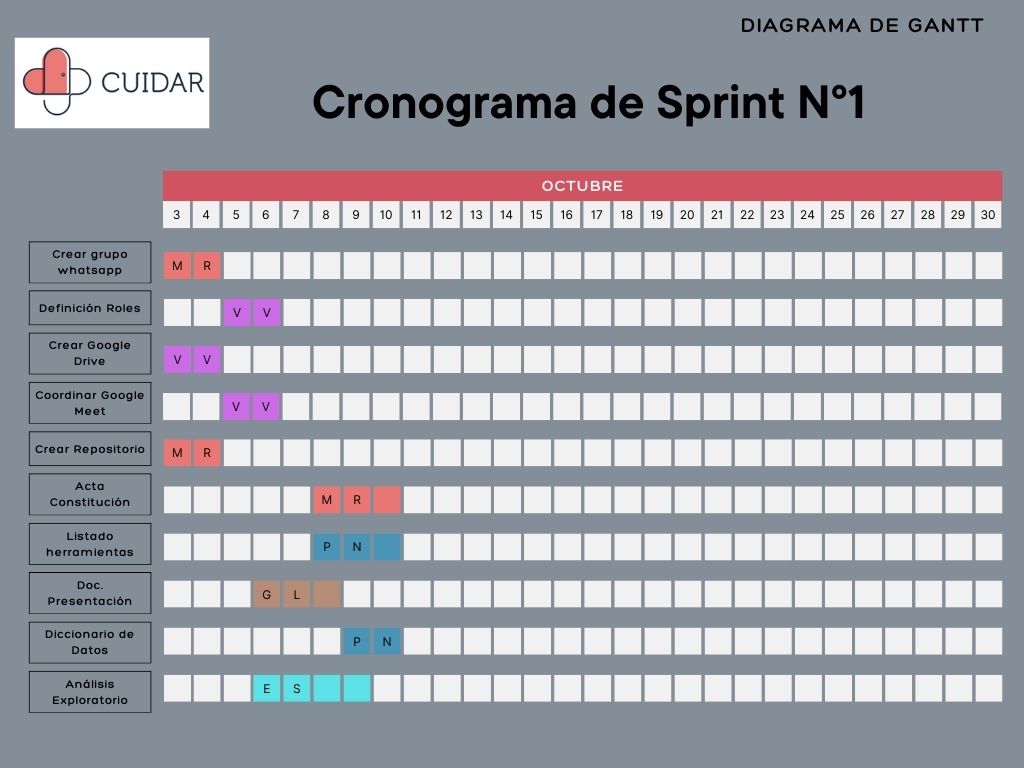 DIAGRAMA DE GANTT
CUIDAR
Cronograma de Sprint N°1
OCTUBRE
3 4 5 6 7 8 9 10 11 12 13 14 15 16 17 18 19 20 21 22 23 24 25 26 27 28 29 30
Crear grupo
whatsapp
M R
Definición Roles
V V
Crear Google
Drive
V V
Coordinar Google
Meet
V V
Crear Repositorio
M R
Acta
Constitución
M R
Listado
herramientas
P N
Doc.
Presentación
G L
Diccionario de
Datos
P N
Análisis
Exploratorio
E S